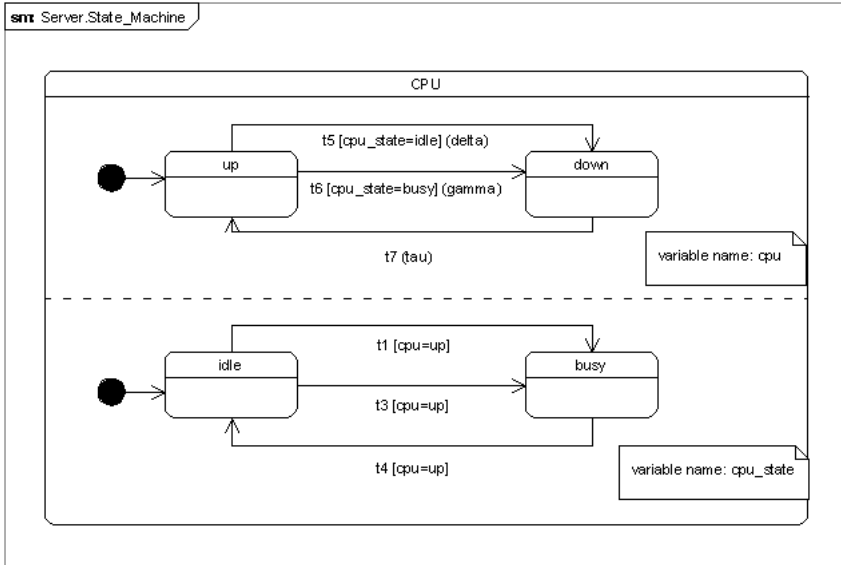 sm Server.State_Machine
CPU
t5 [cpu_state=idle] (delta)
up
down
t6 [cpu_state=busy] (gamma)
t7 (tau)
variable name: cpu
t1 [cpu=up]
idle
busy
t3 [cpu=up]
t4 [cpu=up]
variable name: cpu_state